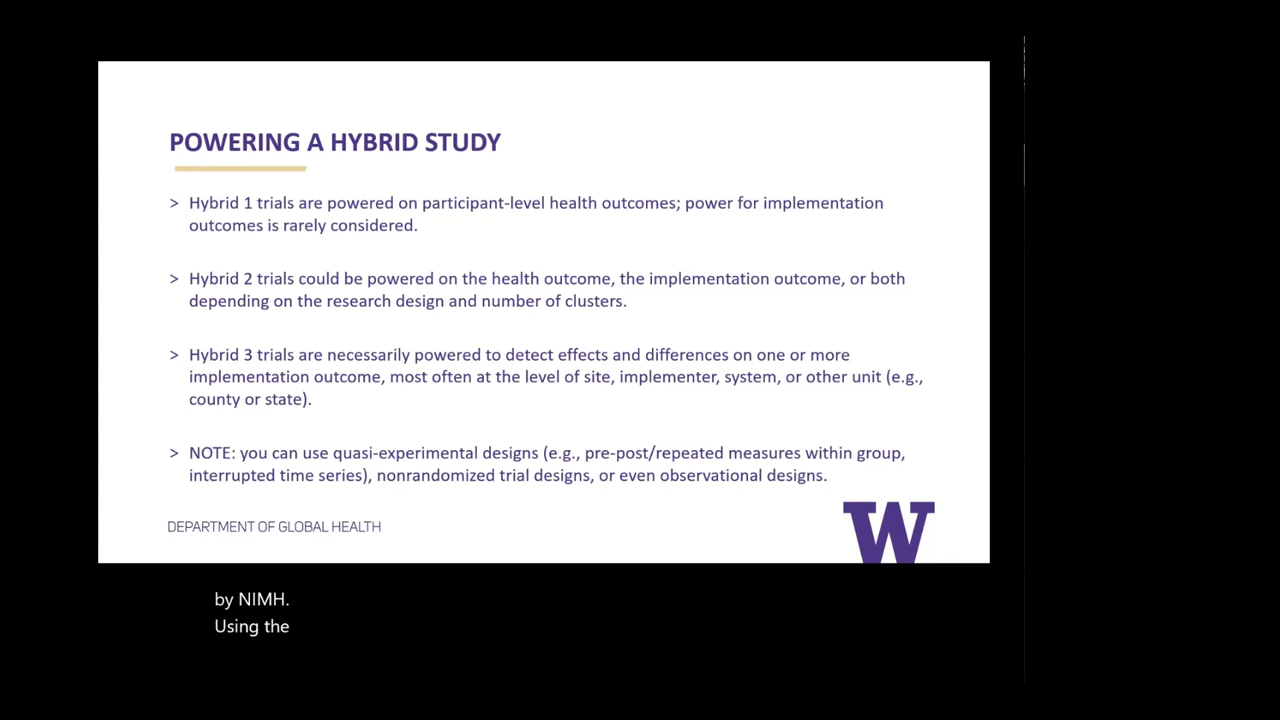 POWERING A HYBRID STUDY
> Hybrid 1 trials are powered on participant-level health outcomes; power for implementation
outcomes is rarely considered.
> Hybrid 2 trials could be powered on the health outcome, the implementation outcome, or both
depending on the research design and number of clusters.
> Hybrid 3 trials are necessarily powered to detect effects and differences on one or more
implementation outcome, most often at the level of site, implementer, system, or other unit (e.g.,
county or state).
> NOTE: you can use quasi-experimental designs (e.g., pre-post/repeated measures within group,
interrupted time series), nonrandomized trial designs, or even observational designs.
DEPARTMENT OF GLOBAL HEALTH
W
by NIMH.
Using the